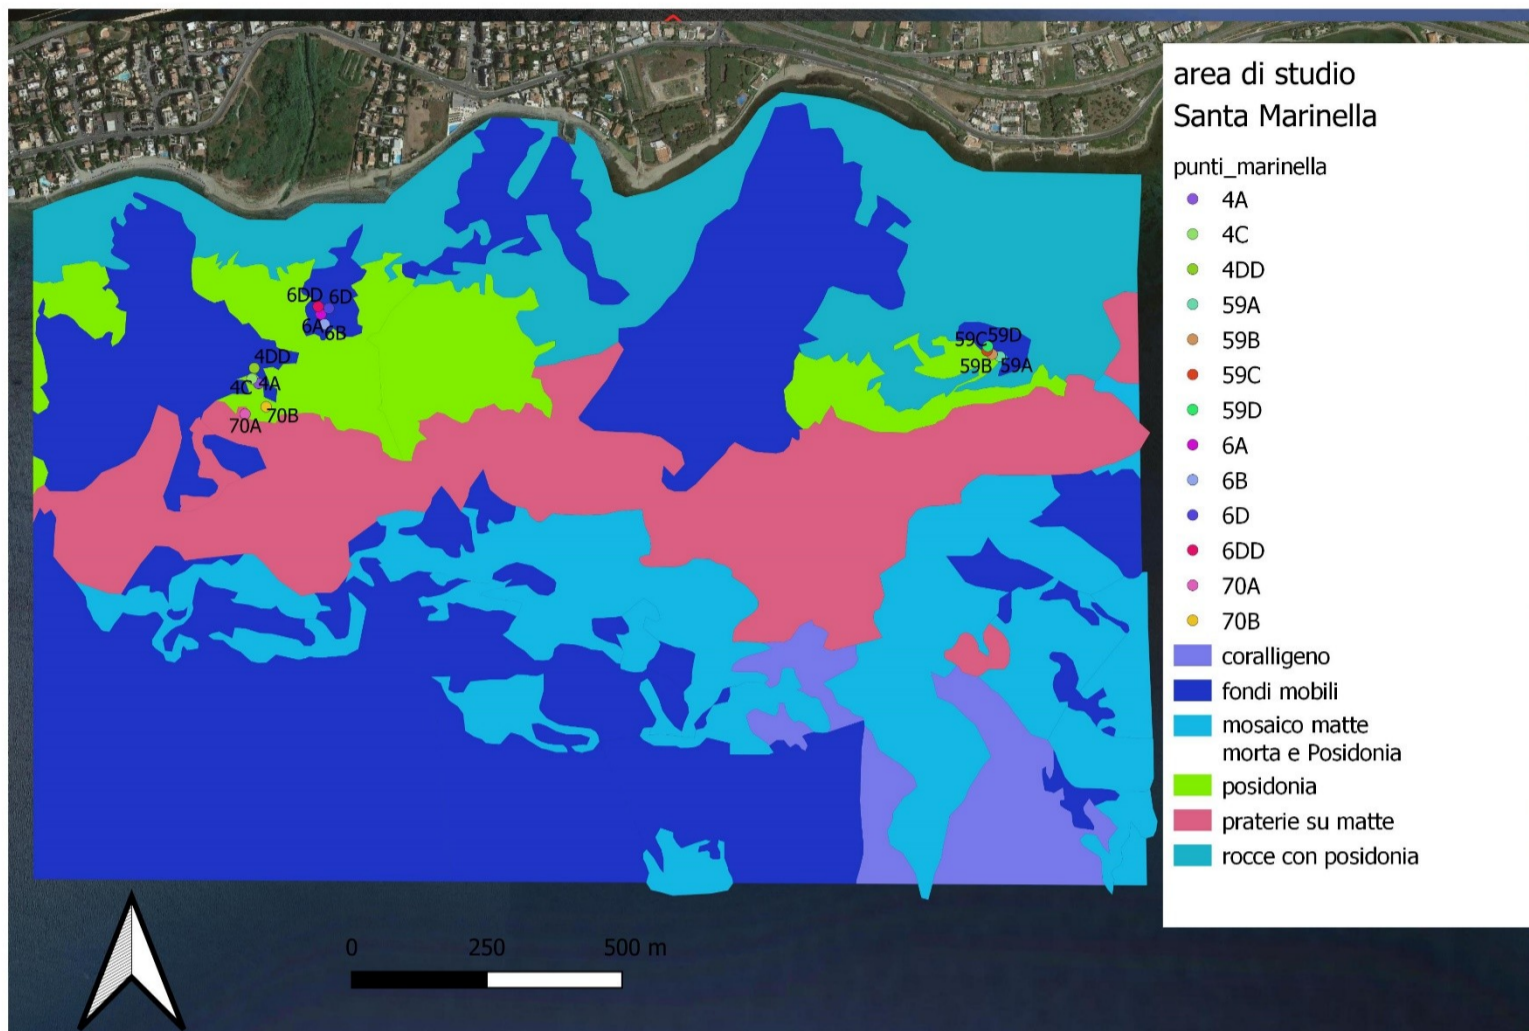 area di studio
Santa Marinella
punti_marinella
4A
4C
4DD
59A
59B
59C
59D
6A
6B
6D
6DD
70A
70B
coralligeno
fondi mobili
mosaico matte
morta e Posidonia
posidonia
praterie su matte
rocce con posidonia
6DD 6D
6A 6B
4DD
4C 4A
70A 70B
59C 59D
59B 59A
0 250 500 m